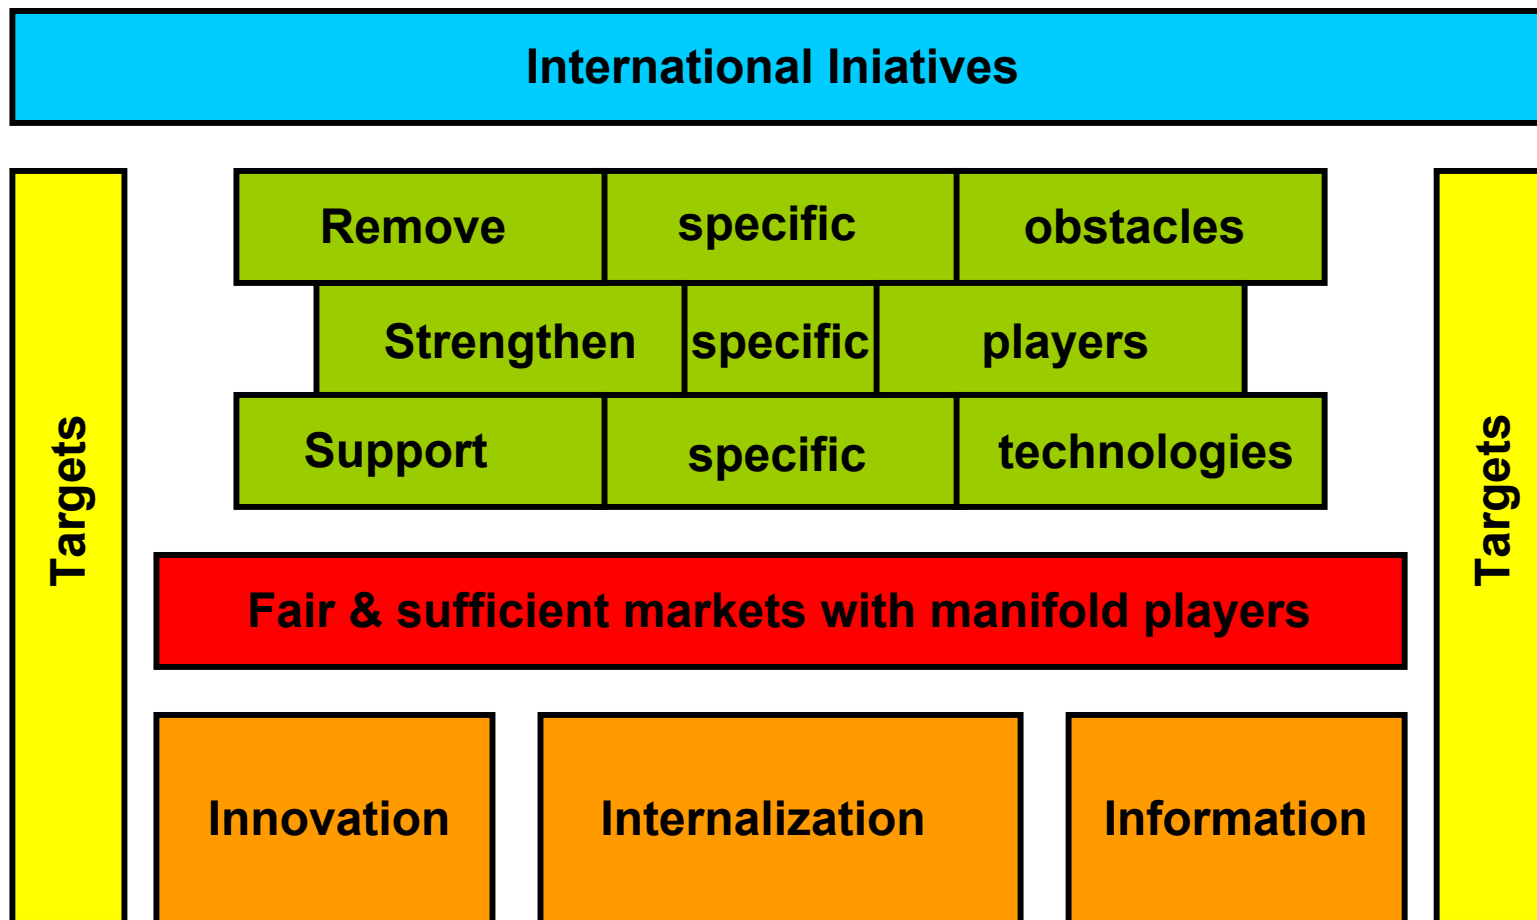 International Iniatives
Remove specific obstacles
Strengthen specific players
Support specific technologies
Targets
Targets
Fair & sufficient markets with manifold players
Innovation Internalization Information